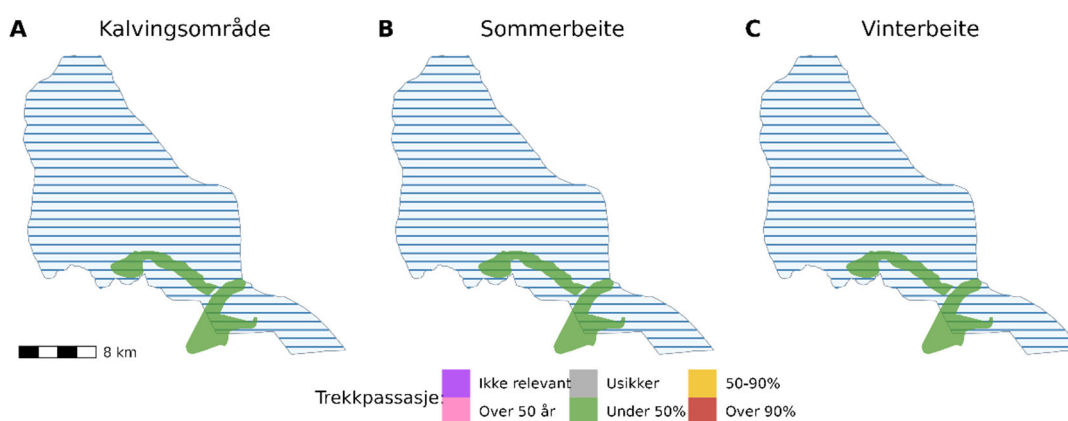 A Kalvingsområde B Sommerbeite C Vinterbeite
8 km
Trekkpassasje: Ikke relevant Usikker 50-90%
Over 50 år Under 50% Over 90%